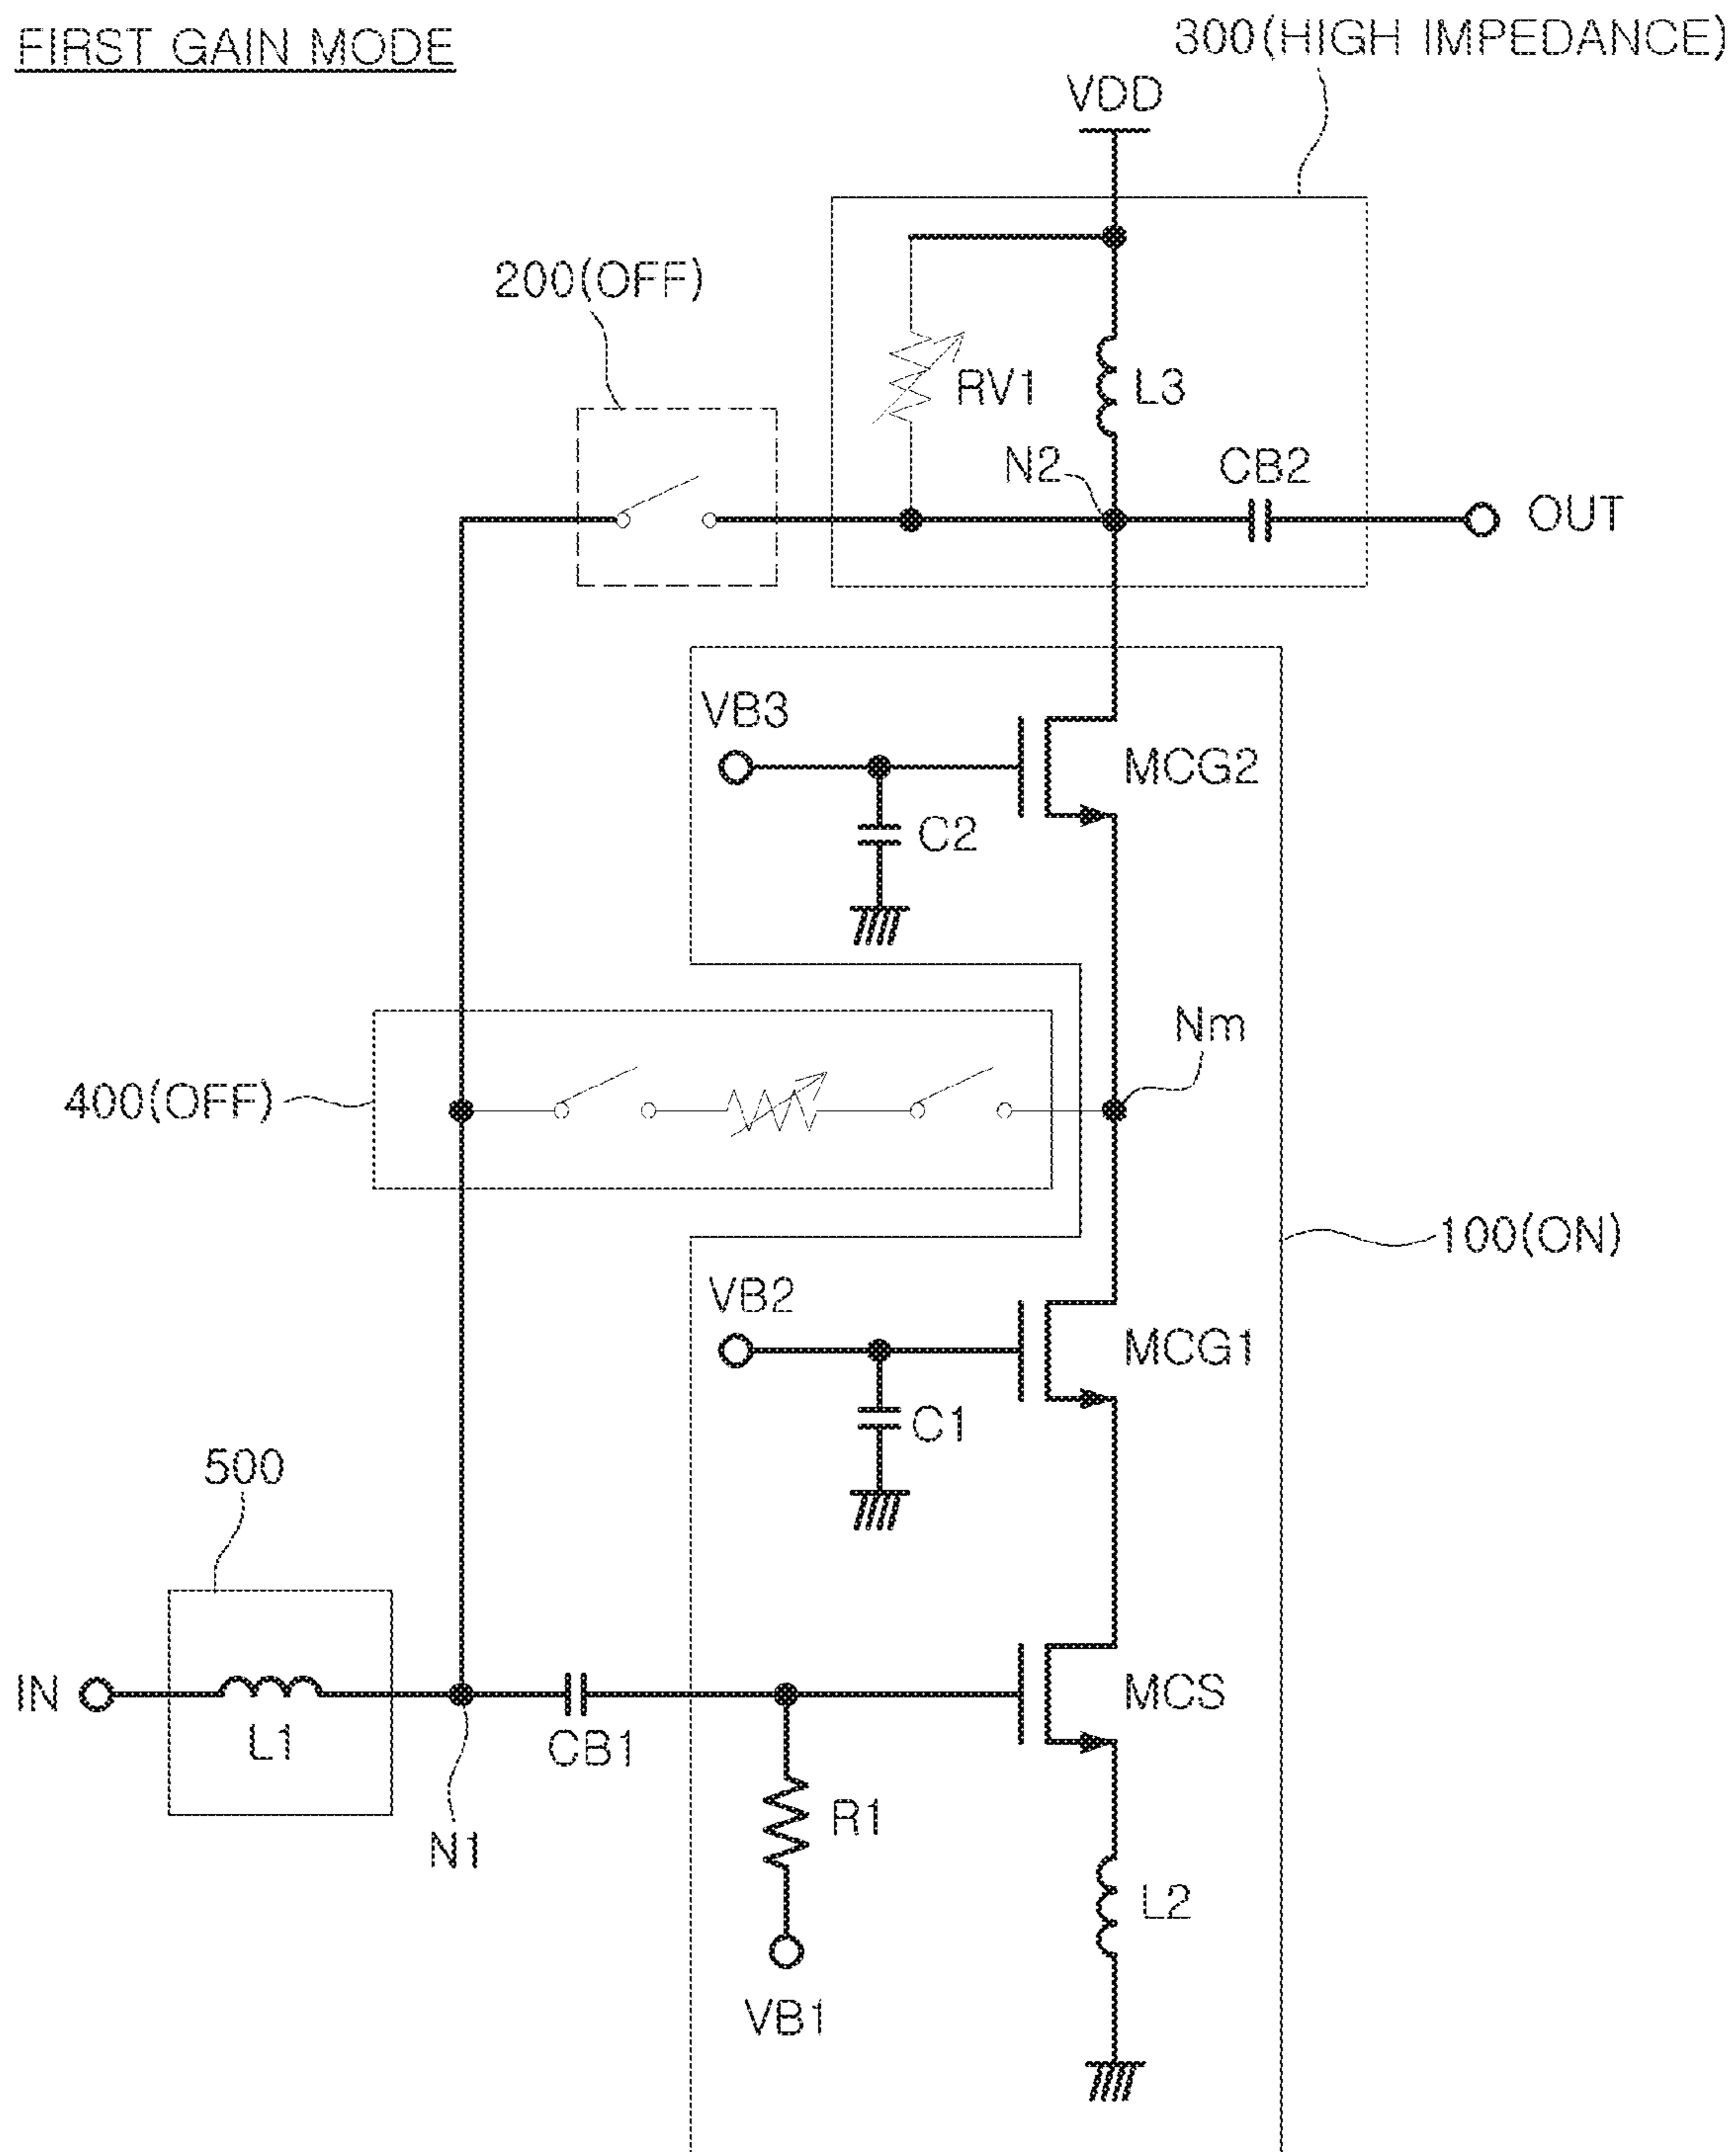 FIRST GAIN MODE
300(HIGH IMPEDANCE)
VDD
200(OFF)
RV1
L3
N2
CB2
OUT
VB3
MCG2
C2
Nm
400(OFF)
100(ON)
VB2
MCG1
C1
500
IN
L1
CB1
MCS
N1
R1
L2
VB1